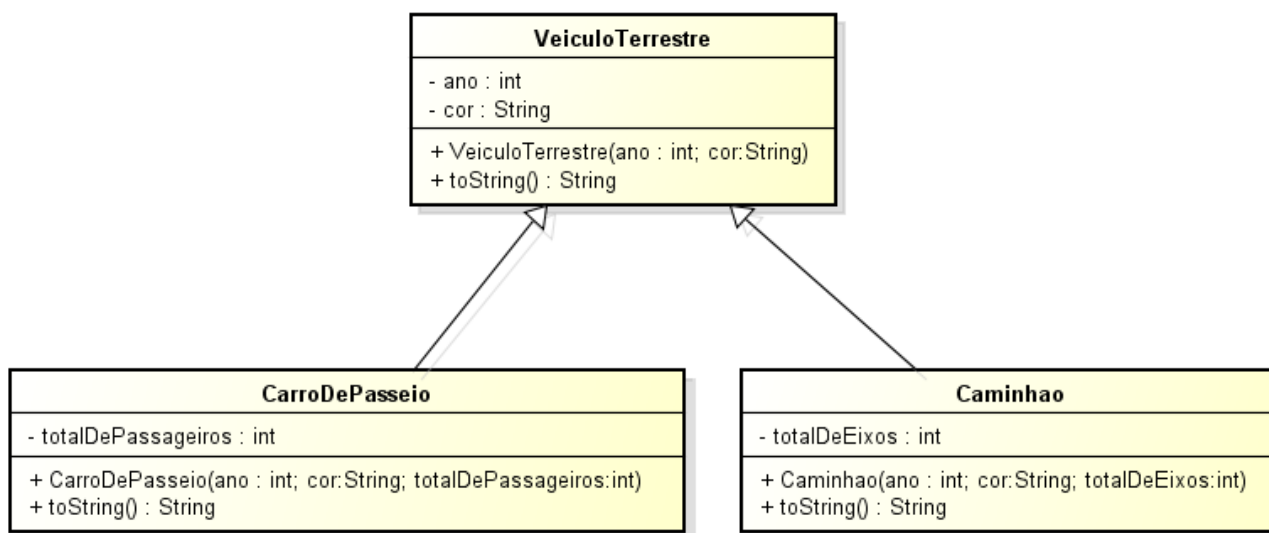 VeiculoTerrestre
- ano : int
- cor : String
+ VeiculoTerrestre(ano : int; cor:String)
+ toString() : String
CarroDePasseio
- totalDePassageiros : int
+ CarroDePasseio(ano : int; cor:String; totalDePassageiros:int)
+ toString() : String
Caminhao
- totalDeEixos : int
+ Caminhao(ano : int; cor:String; totalDeEixos:int)
+ toString() : String